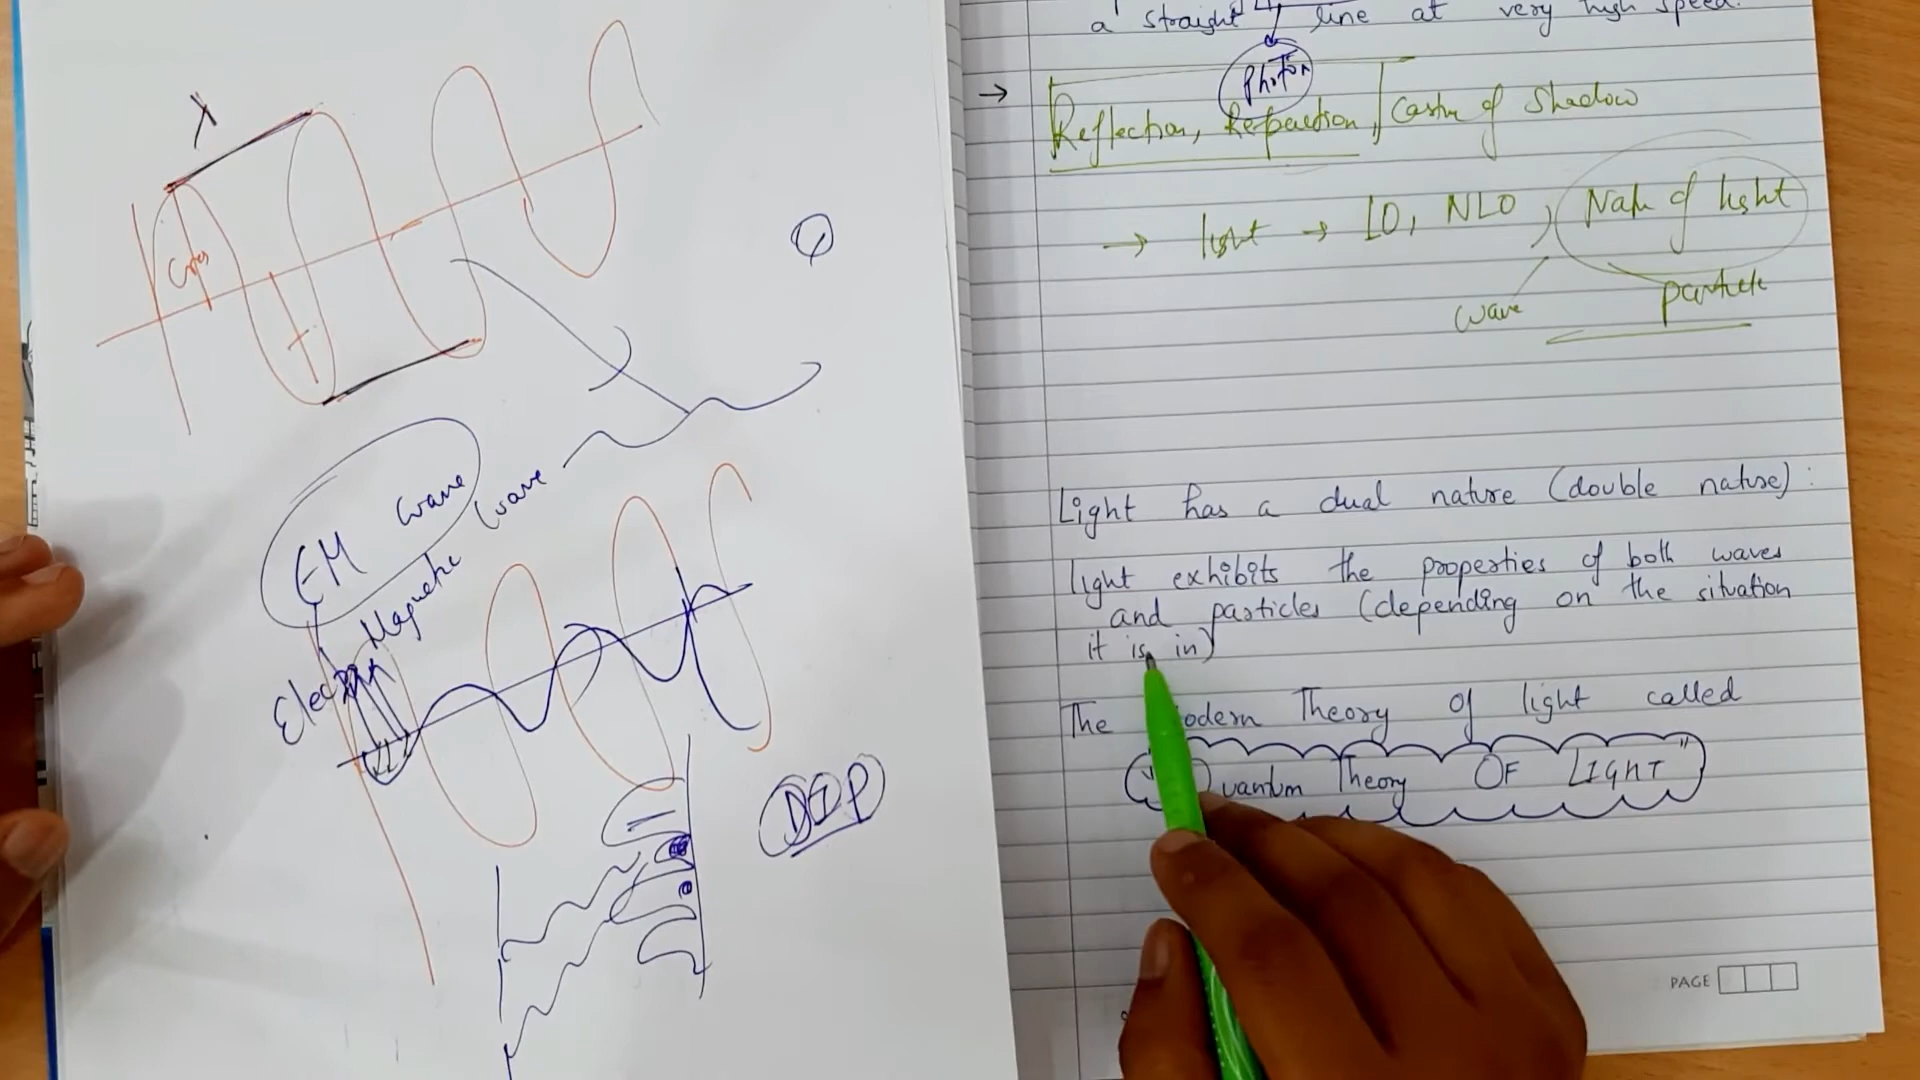 λ
EM wave
Electro Magnetic wave
a straight line at very high speed.
Photon
→ Reflection, Refraction, Casting of Shadow
→ light → LO, NLO, Nature of light
wave
particle
Light has a dual nature (double nature):
light exhibits the properties of both waves
and particles (depending on the situation
it is in)
The Modern Theory of light called
"Quantum Theory OF LIGHT"
PAGE